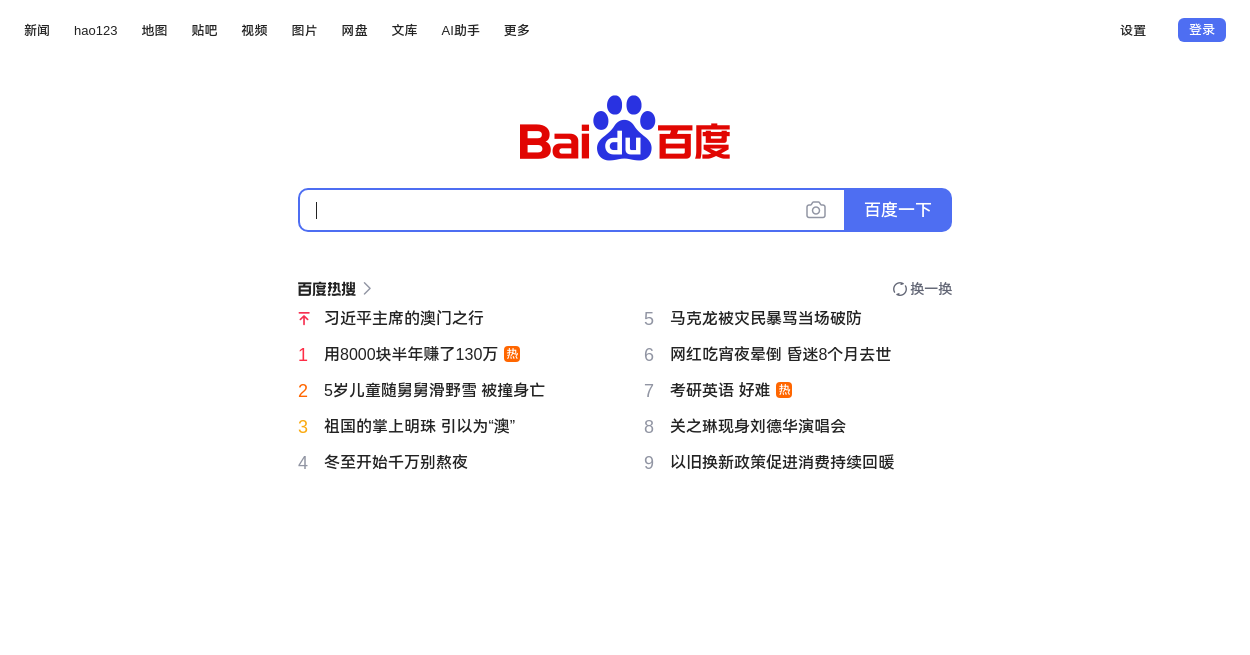 新闻 hao123 地图 贴吧 视频 图片 网盘 文库 AI助手 更多 设置 登录
Baidu百度
百度一下
百度热搜 换一换
习近平主席的澳门之行
1 用8000块半年赚了130万 热
2 5岁儿童随舅舅滑野雪 被撞身亡
3 祖国的掌上明珠 引以为“澳”
4 冬至开始千万别熬夜
5 马克龙被灾民暴骂当场破防
6 网红吃宵夜晕倒 昏迷8个月去世
7 考研英语 好难 热
8 关之琳现身刘德华演唱会
9 以旧换新政策促进消费持续回暖